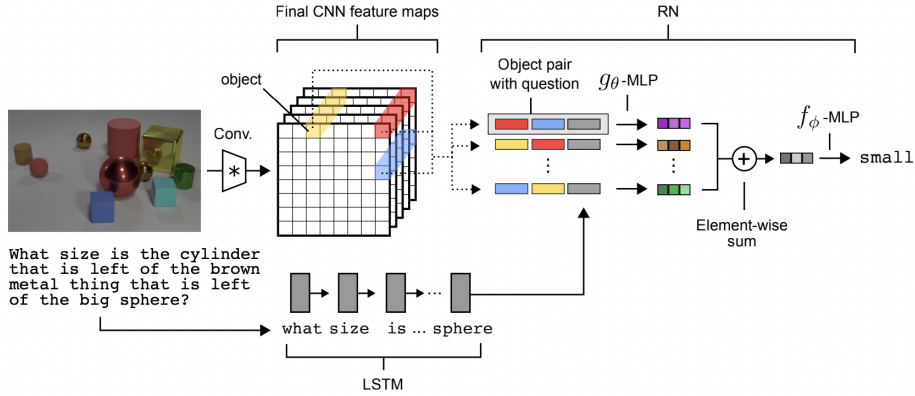 Final CNN feature maps
RN
object
Object pair
with question
gθ-MLP
fϕ-MLP
Conv.
*
small
Element-wise
sum
What size is the cylinder
that is left of the brown
metal thing that is left
of the big sphere?
what size is ... sphere
LSTM